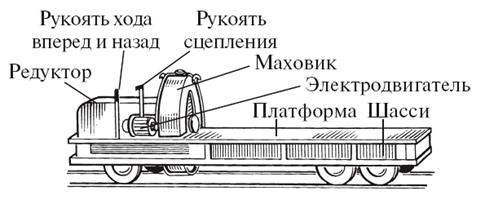 Рукоять хода
вперед и назад
Рукоять
сцепления
Редуктор
Маховик
Электродвигатель
Платформа Шасси